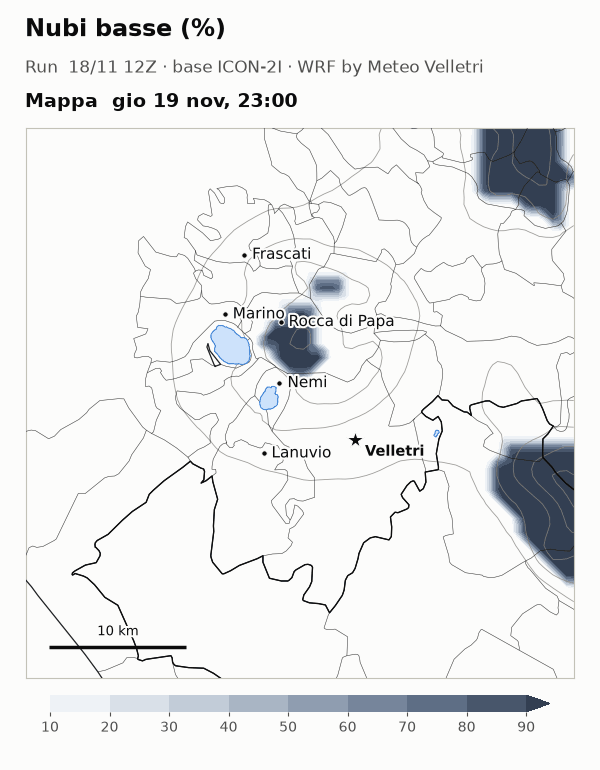 Nubi basse (%)
Run  18/11 12Z · base ICON-2I · WRF by Meteo Velletri
Mappa  gio 19 nov, 23:00
Frascati
Marino
Rocca di Papa
Nemi
Velletri
Lanuvio
10 km
10 20 30 40 50 60 70 80 90